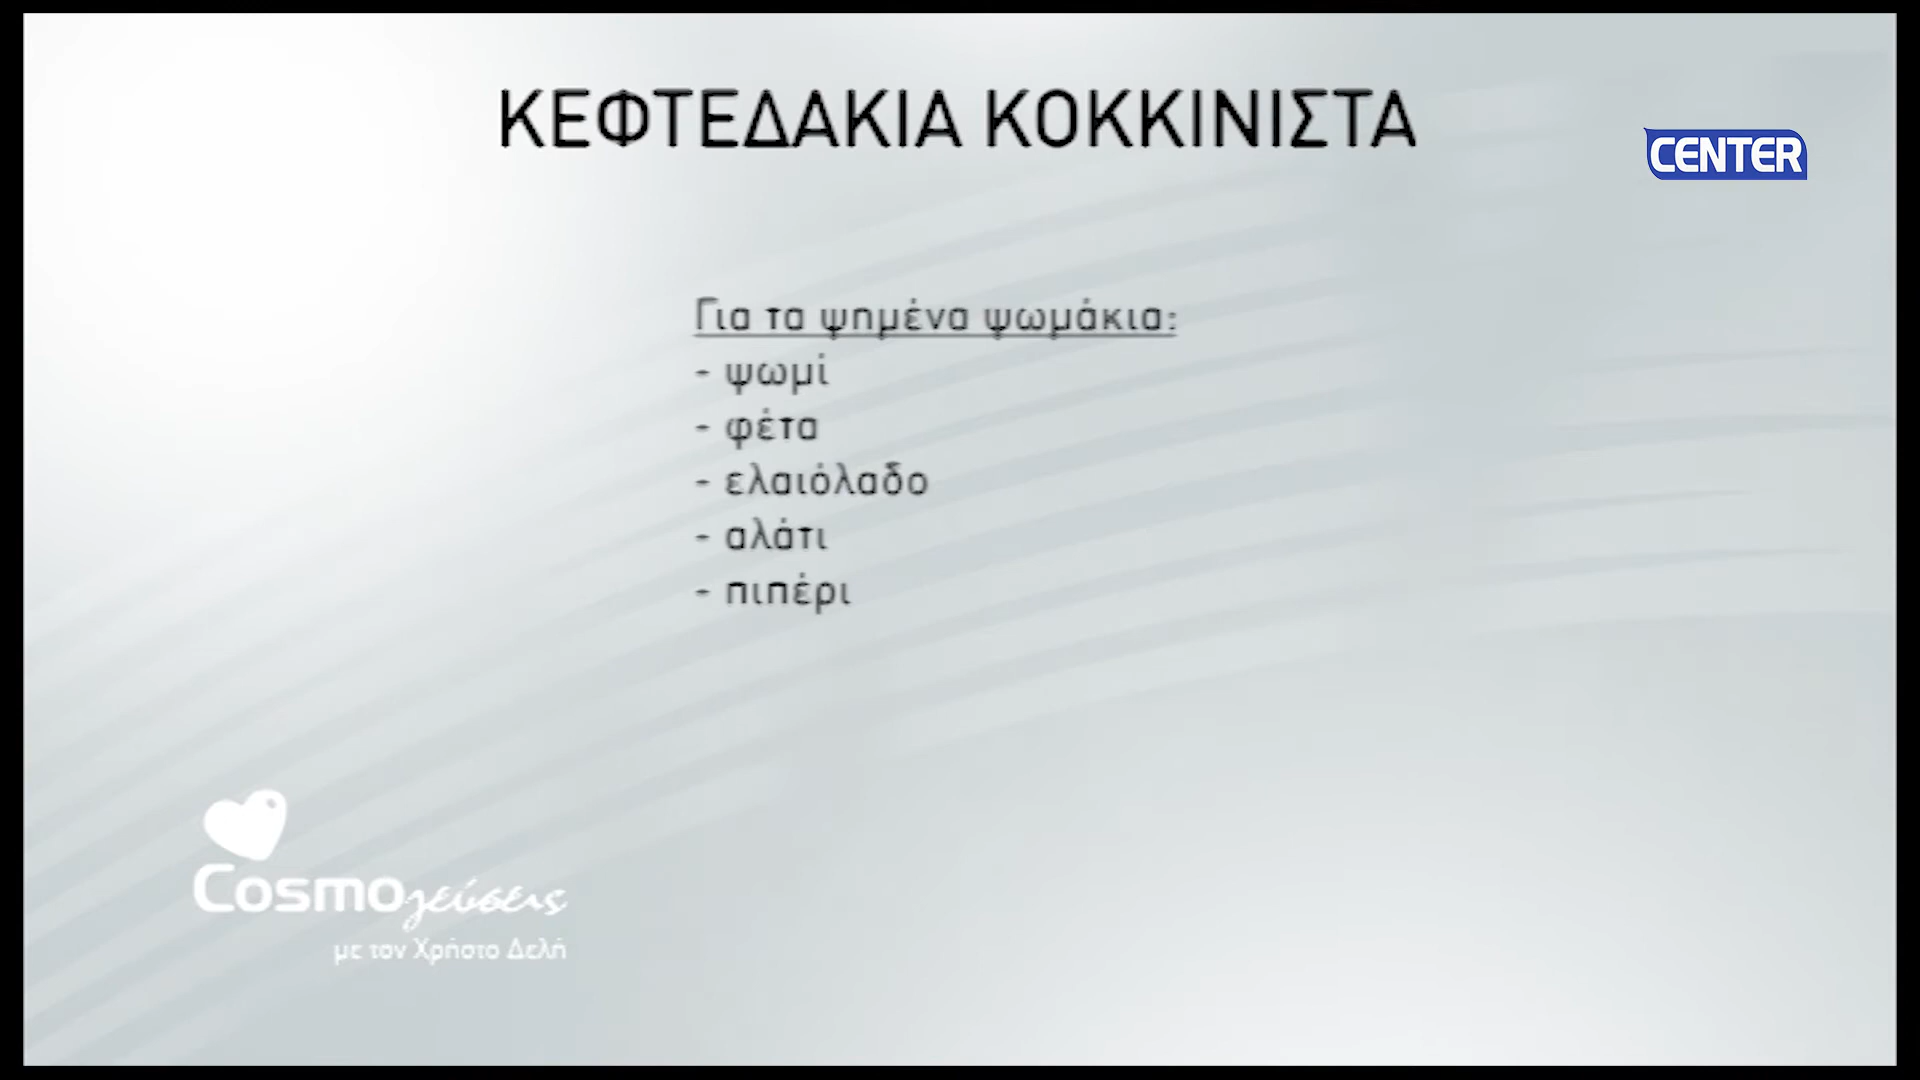 ΚΕΦΤΕΔΑΚΙΑ ΚΟΚΚΙΝΙΣΤΑ
CENTER
Για τα ψημένα ψωμάκια:
- ψωμί
- φέτα
- ελαιόλαδο
- αλάτι
- πιπέρι
Cosmoγεύσεις
με τον Χρήστο Δελή